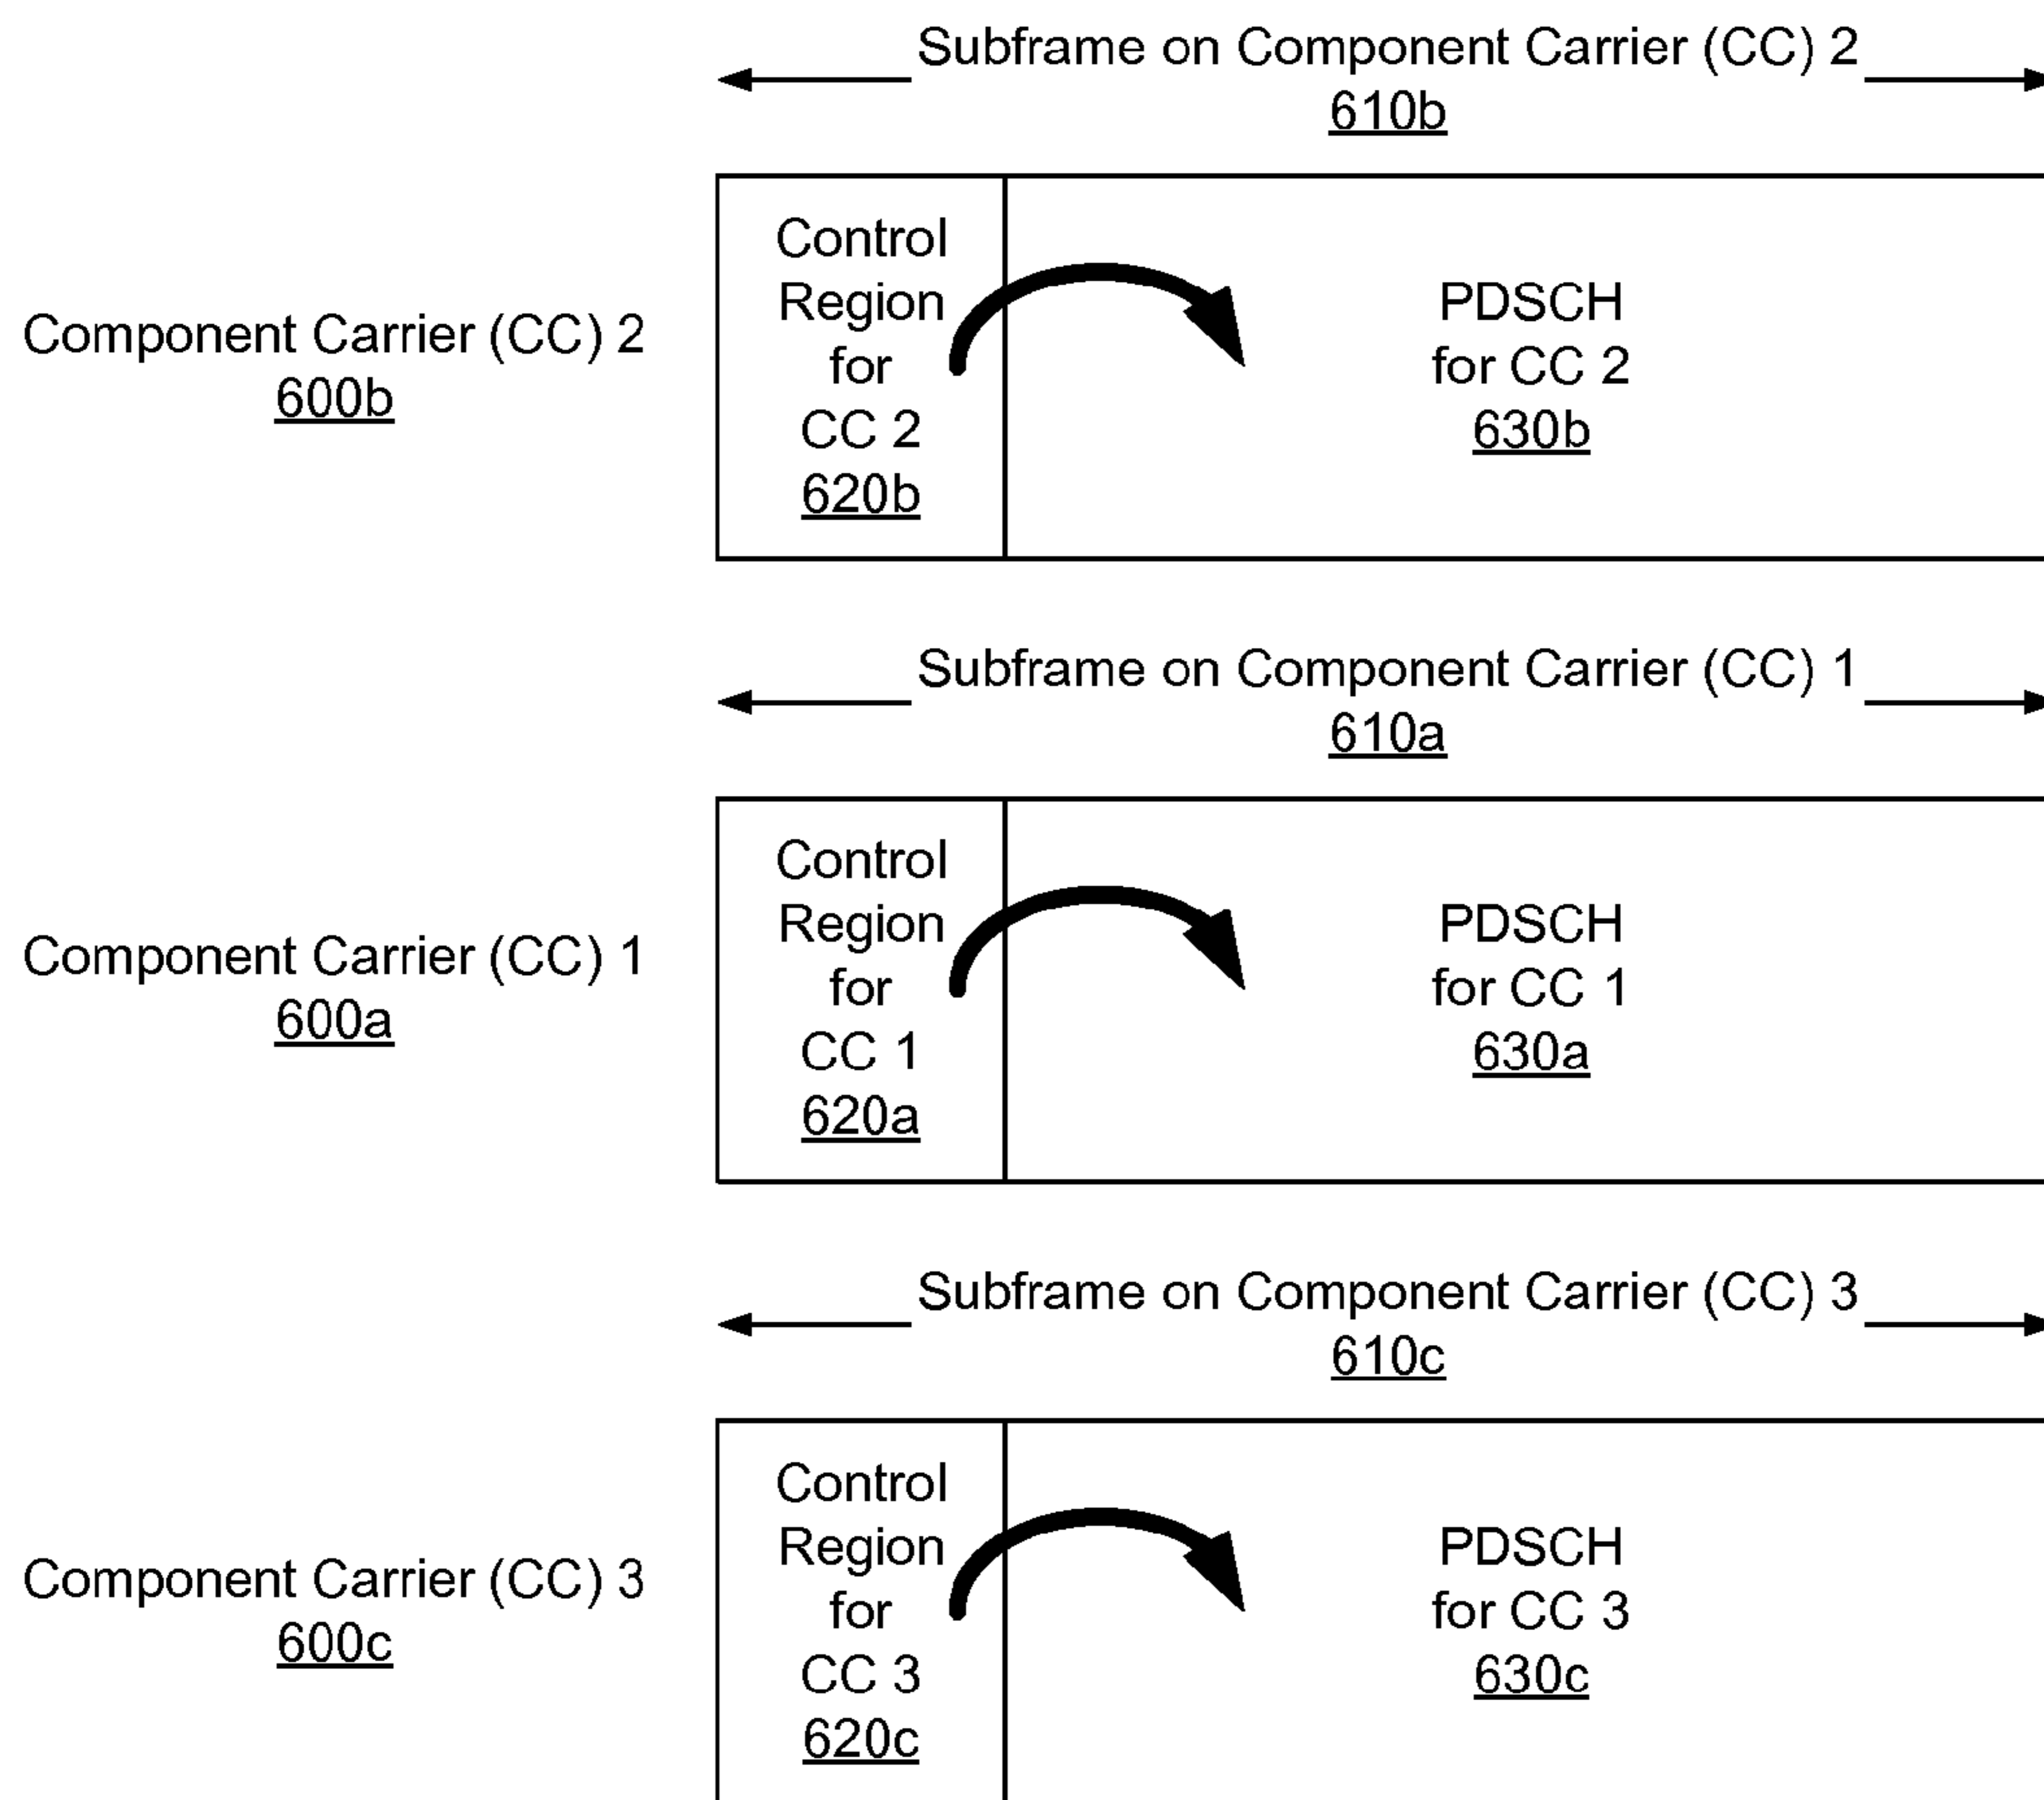 Subframe on Component Carrier (CC) 2
610b
Component Carrier (CC) 2
600b
Control
Region
for
CC 2
620b
PDSCH
for CC 2
630b
Subframe on Component Carrier (CC) 1
610a
Component Carrier (CC) 1
600a
Control
Region
for
CC 1
620a
PDSCH
for CC 1
630a
Subframe on Component Carrier (CC) 3
610c
Component Carrier (CC) 3
600c
Control
Region
for
CC 3
620c
PDSCH
for CC 3
630c